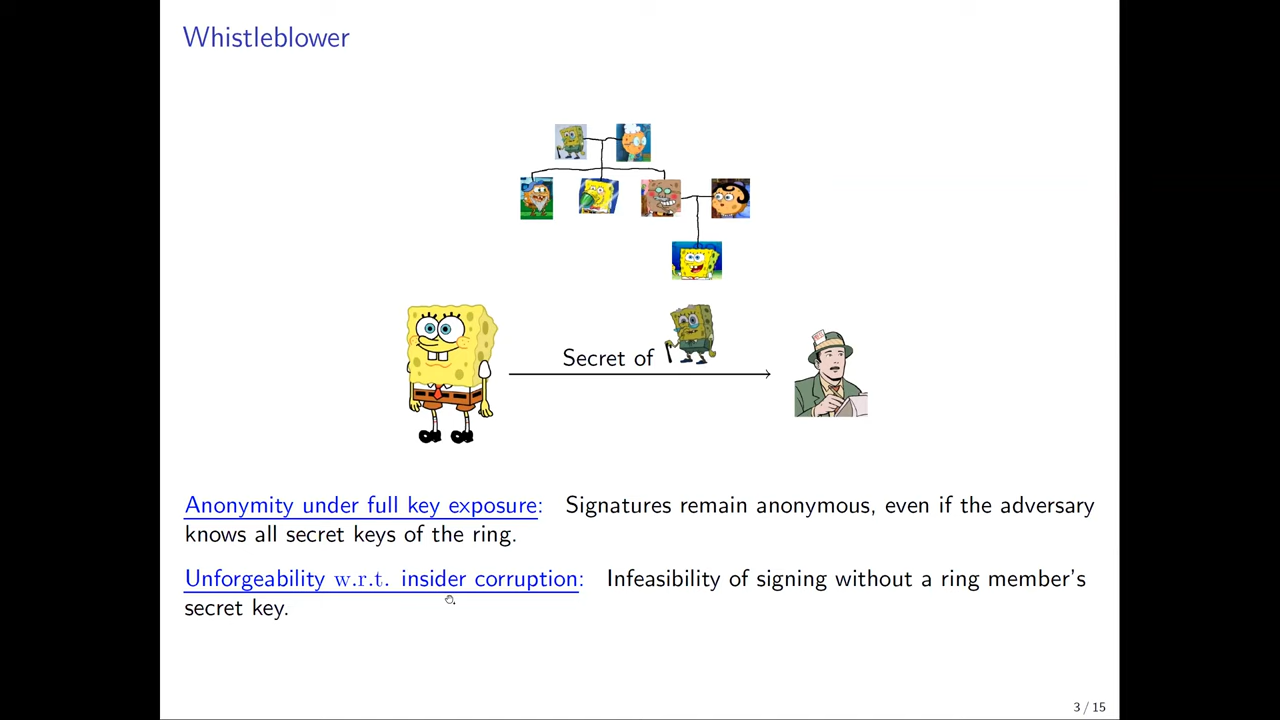 Whistleblower
Secret of
Anonymity under full key exposure: Signatures remain anonymous, even if the adversary
knows all secret keys of the ring.
Unforgeability w.r.t. insider corruption: Infeasibility of signing without a ring member's
secret key.
3 / 15